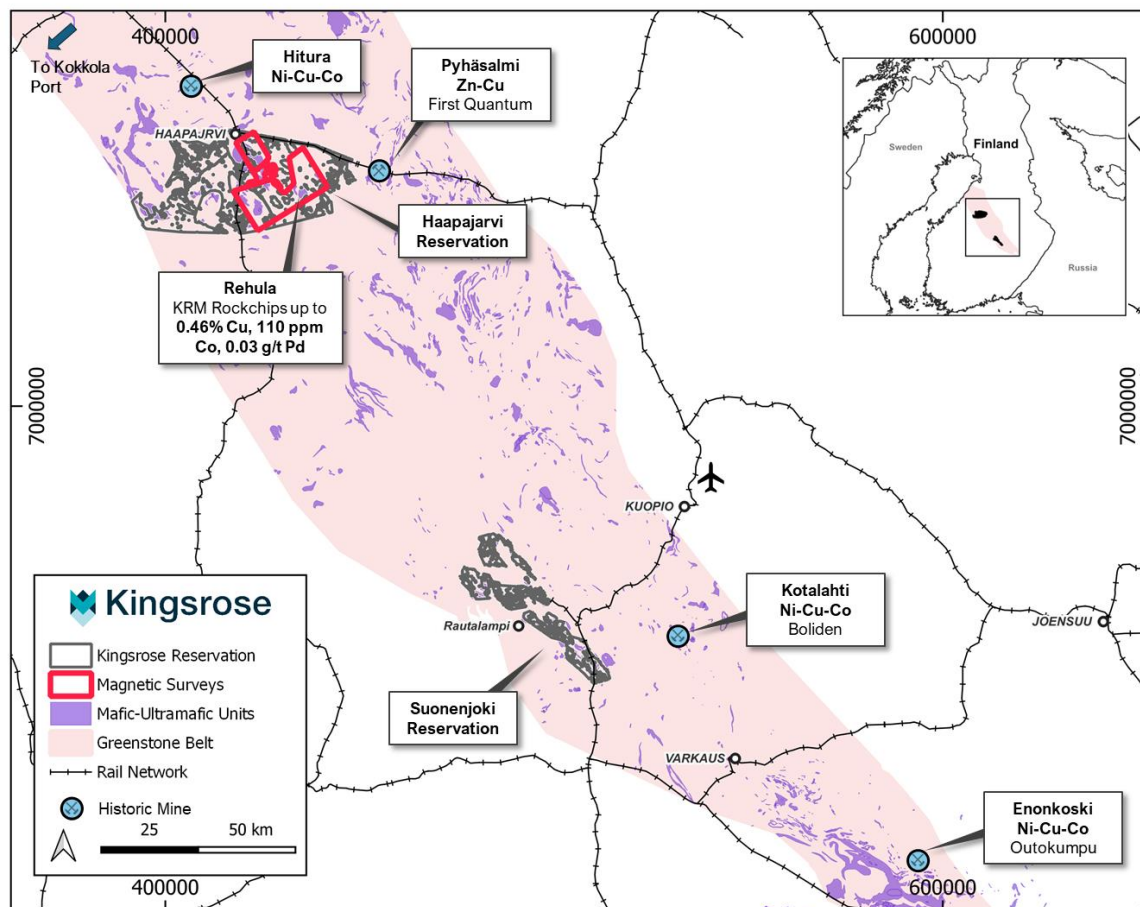 400000
600000
To Kokkola
Port
Hitura
Ni-Cu-Co
Pyhäsalmi
Zn-Cu
First Quantum
HAAPAJRVI
Haapajarvi
Reservation
Rehula
KRM Rockchips up to
0.46% Cu, 110 ppm
Co, 0.03 g/t Pd
Sweden
Finland
Russia
7000000
7000000
KUOPIO
Kotalahti
Ni-Cu-Co
Boliden
JOENSUU
Rautalampi
Suonenjoki
Reservation
VARKAUS
Enonkoski
Ni-Cu-Co
Outokumpu
Kingsrose
Kingsrose Reservation
Magnetic Surveys
Mafic-Ultramafic Units
Greenstone Belt
Rail Network
Historic Mine
25
50 km
400000
600000